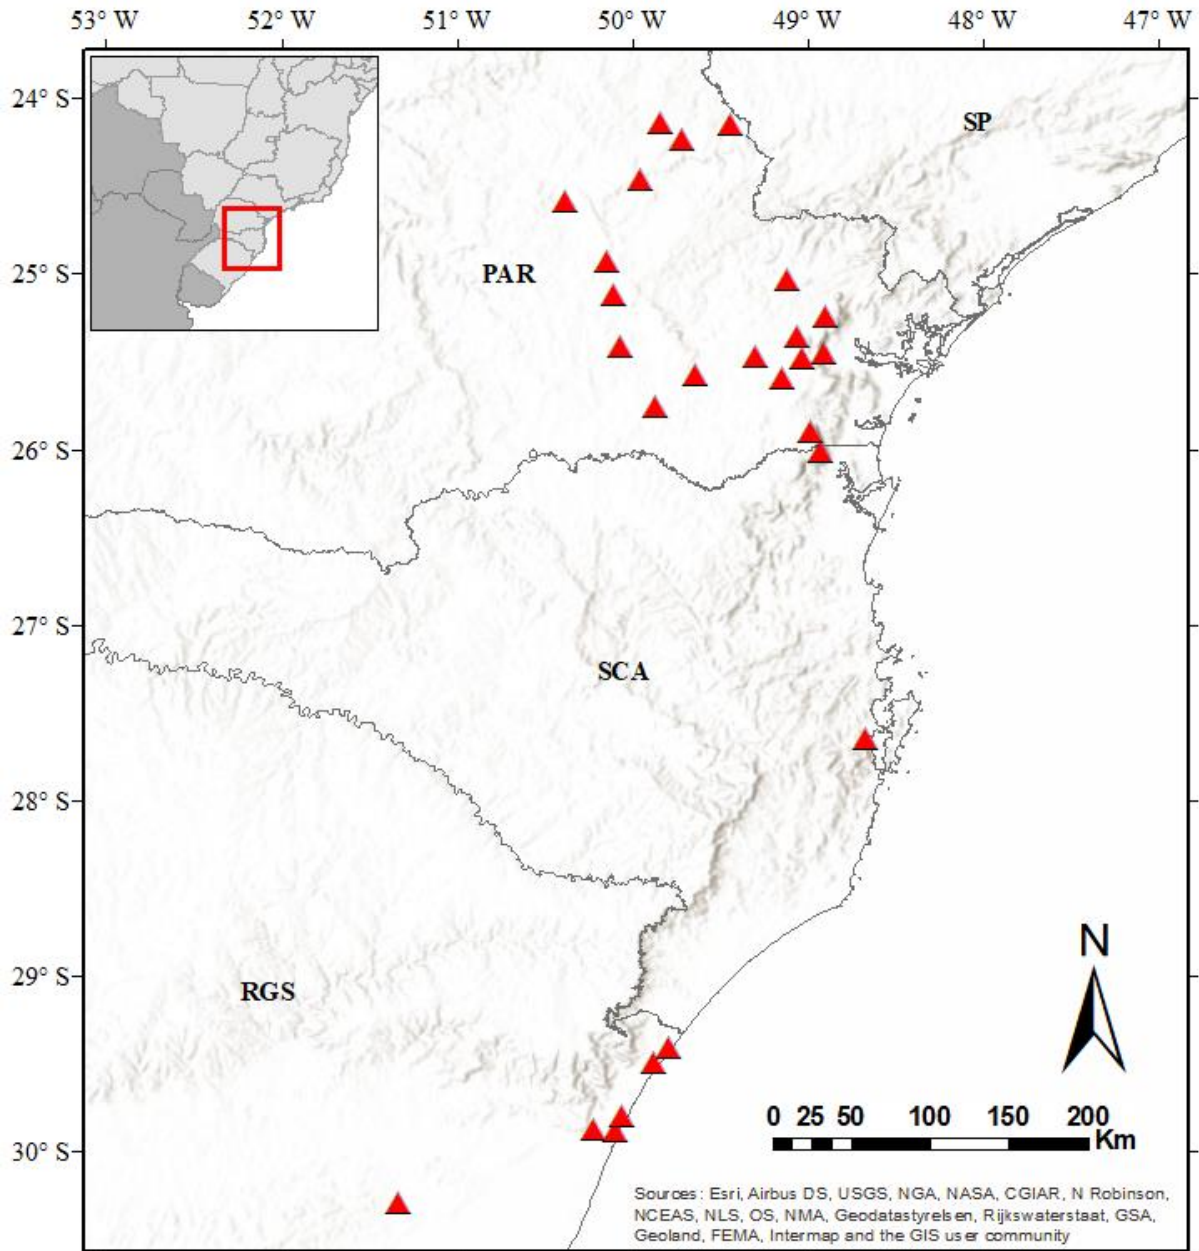 53° W 52° W 51° W 50° W 49° W 48° W 47° W
24° S
SP
25° S
PAR
26° S
27° S
SCA
28° S
N
29° S
RGS
0 25 50 100 150 200
Km
30° S
Sources: Esri, Airbus DS, USGS, NGA, NASA, CGIAR, N Robinson,
NCEAS, NLS, OS, NMA, Geodatastyrelsen, Rijkswaterstaat, GSA,
Geoland, FEMA, Intermap and the GIS user community